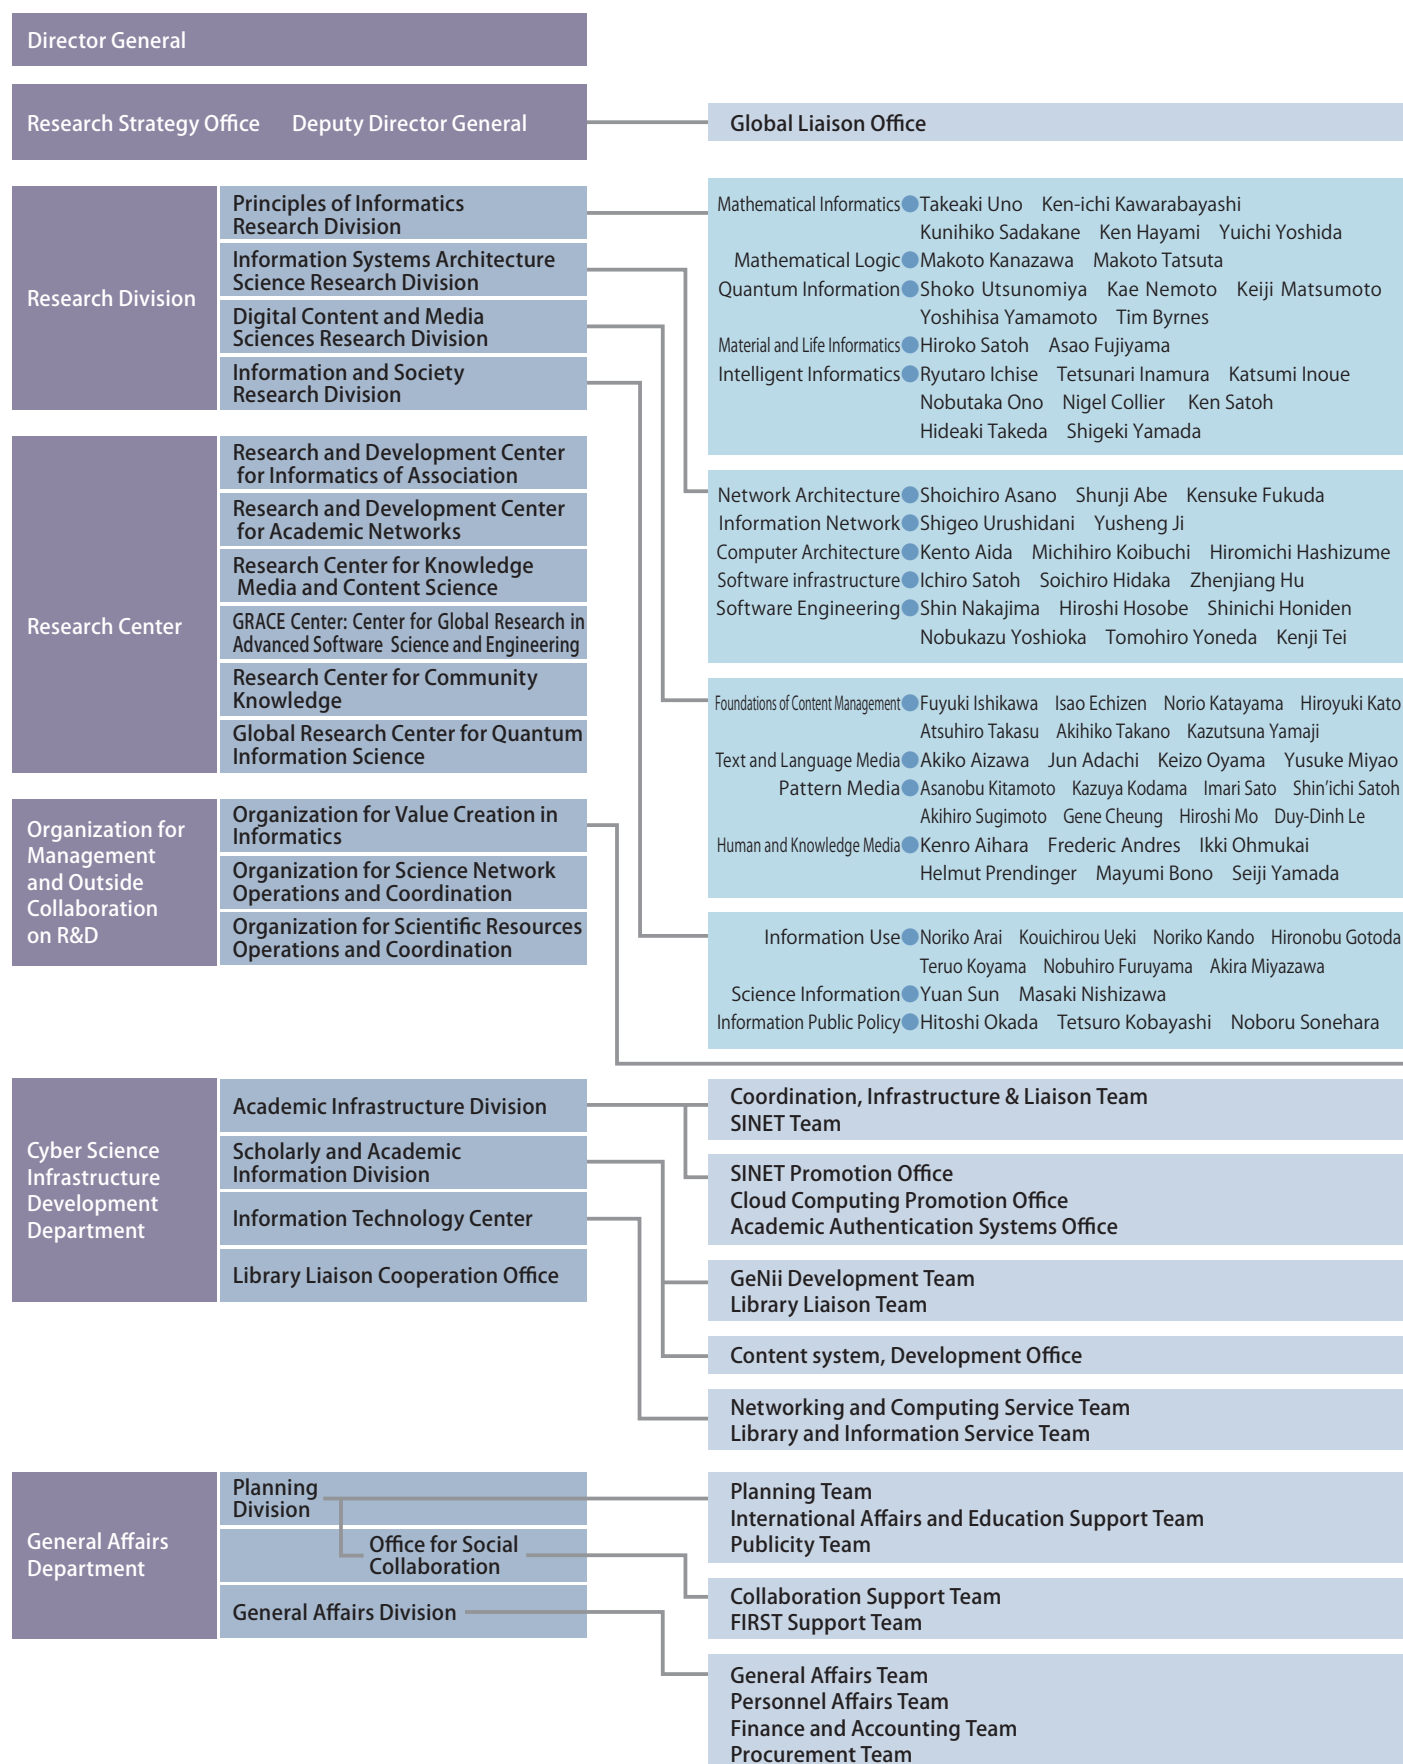 Director General
Research Strategy Office Deputy Director General
Global Liaison Office
Research Division
Principles of Informatics
Research Division
Information Systems Architecture
Science Research Division
Digital Content and Media
Sciences Research Division
Information and Society
Research Division
Mathematical Informatics Takeaki Uno Ken-ichi Kawarabayashi
Kunihiko Sadakane Ken Hayami Yuichi Yoshida
Mathematical Logic Makoto Kanazawa Makoto Tatsuta
Quantum Information Shoko Utsunomiya Kae Nemoto Keiji Matsumoto
Yoshihisa Yamamoto Tim Byrnes
Material and Life Informatics Hiroko Satoh Asao Fujiyama
Intelligent Informatics Ryutaro Ichise Tetsunari Inamura Katsumi Inoue
Nobutaka Ono Nigel Collier Ken Satoh
Hideaki Takeda Shigeki Yamada
Network Architecture Shoichiro Asano Shunji Abe Kensuke Fukuda
Information Network Shigeo Urushidani Yusheng Ji
Computer Architecture Kento Aida Michihiro Koibuchi Hiromichi Hashizume
Software infrastructure Ichiro Satoh Soichiro Hidaka Zhenjiang Hu
Software Engineering Shin Nakajima Hiroshi Hosobe Shinichi Honiden
Nobukazu Yoshioka Tomohiro Yoneda Kenji Tei
Foundations of Content Management Fuyuki Ishikawa Isao Echizen Norio Katayama Hiroyuki Kato
Atsuhiro Takasu Akihiko Takano Kazutsuna Yamaji
Text and Language Media Akiko Aizawa Jun Adachi Keizo Oyama Yusuke Miyao
Pattern Media Asanobu Kitamoto Kazuya Kodama Imari Sato Shin'ichi Satoh
Akihiro Sugimoto Gene Cheung Hiroshi Mo Duy-Dinh Le
Human and Knowledge Media Kenro Aihara Frederic Andres Ikki Ohmukai
Helmut Prendinger Mayumi Bono Seiji Yamada
Information Use Noriko Arai Kouichirou Ueki Noriko Kando Hironobu Gotoda
Teruo Koyama Nobuhiro Furuyama Akira Miyazawa
Science Information Yuan Sun Masaki Nishizawa
Information Public Policy Hitoshi Okada Tetsuro Kobayashi Noboru Sonehara
Research Center
Research and Development Center
for Informatics of Association
Research and Development Center
for Academic Networks
Research Center for Knowledge
Media and Content Science
GRACE Center: Center for Global Research in
Advanced Software Science and Engineering
Research Center for Community
Knowledge
Global Research Center for Quantum
Information Science
Organization for
Management
and Outside
Collaboration
on R&D
Organization for Value Creation in
Informatics
Organization for Science Network
Operations and Coordination
Organization for Scientific Resources
Operations and Coordination
Cyber Science
Infrastructure
Development
Department
Academic Infrastructure Division
Scholarly and Academic
Information Division
Information Technology Center
Library Liaison Cooperation Office
Coordination, Infrastructure & Liaison Team
SINET Team
SINET Promotion Office
Cloud Computing Promotion Office
Academic Authentication Systems Office
GeNii Development Team
Library Liaison Team
Content system, Development Office
Networking and Computing Service Team
Library and Information Service Team
General Affairs
Department
Planning
Division
Office for Social
Collaboration
General Affairs Division
Planning Team
International Affairs and Education Support Team
Publicity Team
Collaboration Support Team
FIRST Support Team
General Affairs Team
Personnel Affairs Team
Finance and Accounting Team
Procurement Team